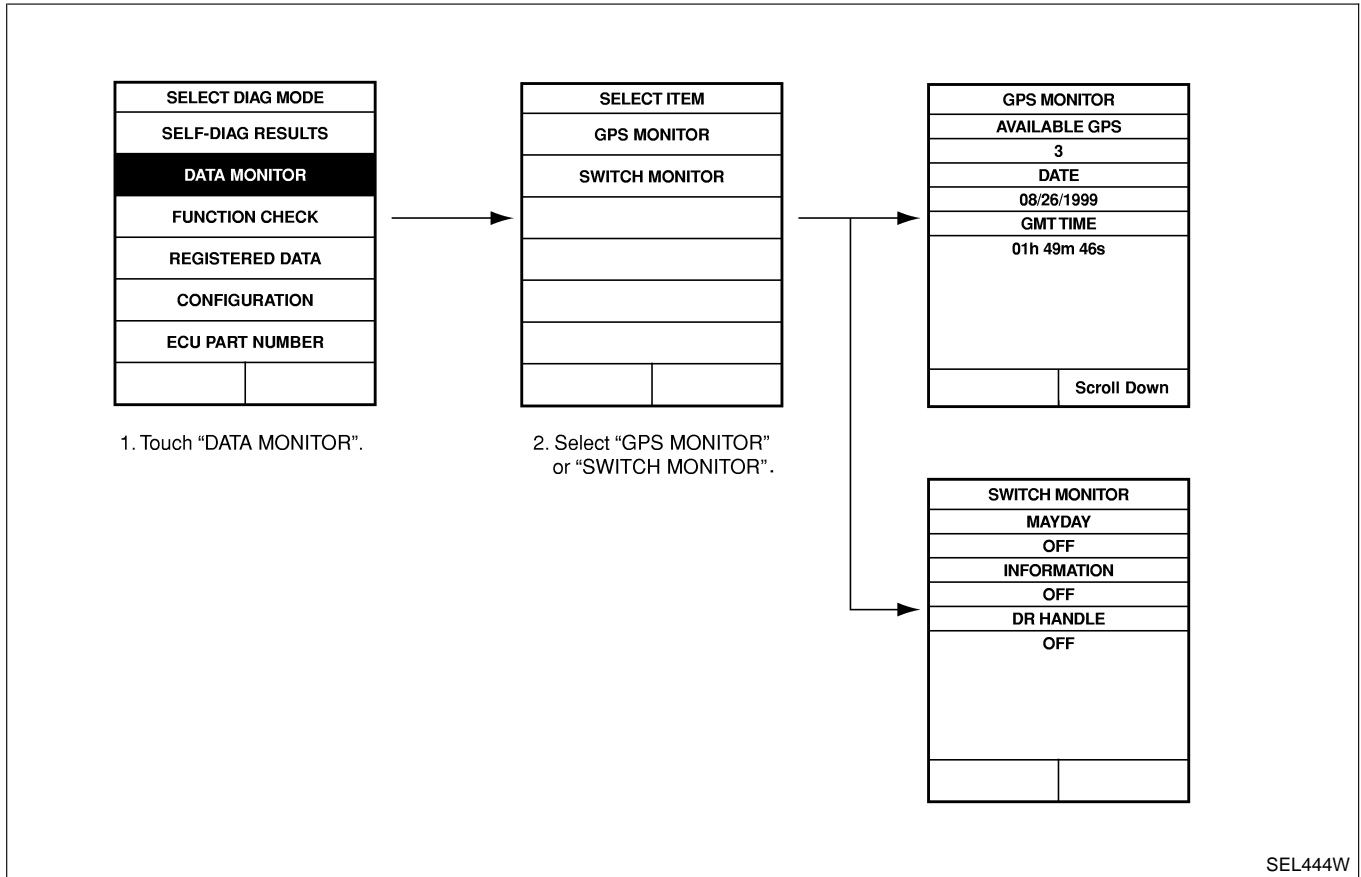 SELECT DIAG MODE
SELF-DIAG RESULTS
DATA MONITOR
FUNCTION CHECK
REGISTERED DATA
CONFIGURATION
ECU PART NUMBER
1. Touch “DATA MONITOR”.
SELECT ITEM
GPS MONITOR
SWITCH MONITOR
2. Select “GPS MONITOR”
or “SWITCH MONITOR”.
GPS MONITOR
AVAILABLE GPS
3
DATE
08/26/1999
GMT TIME
01h 49m 46s
Scroll Down
SWITCH MONITOR
MAYDAY
OFF
INFORMATION
OFF
DR HANDLE
OFF
SEL444W